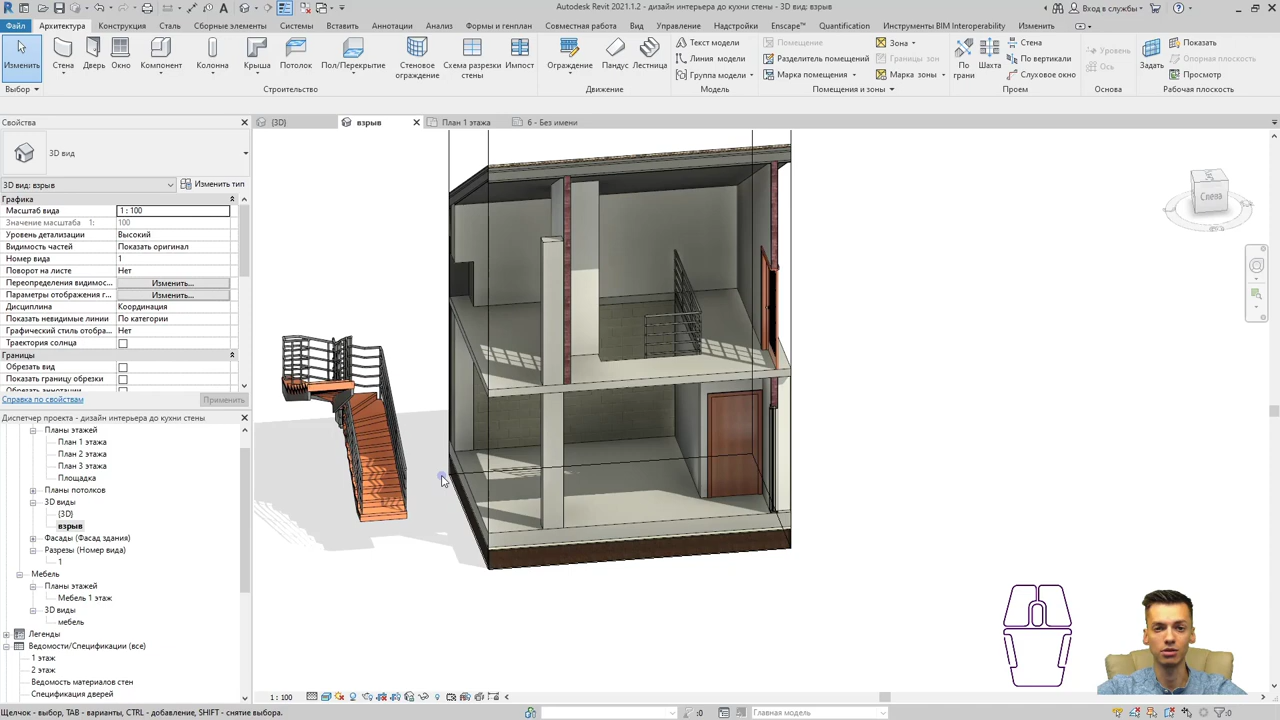 Autodesk Revit 2021.1.2 - дизайн интерьера до кухни стены - 3D вид: взрыв
Вход в службы
Файл Архитектура Конструкция Сталь Сборные элементы Системы Вставить Аннотации Анализ Формы и генплан Совместная работа Вид Управление Надстройки Enscape™ Quantification Инструменты BIM Interoperability Изменить
Изменить Стена Дверь Окно Компонент Колонна Крыша Потолок Пол/Перекрытие Стеновое ограждение Схема разрезки стены Импост Ограждение Пандус Лестница
Текст модели Помещение Зона
Линия модели Разделитель помещений Границы зон
Группа модели Марка помещения Марка зоны
По грани Шахта Стена По вертикали Слуховое окно
Уровень Ось
Задать Показать Опорная плоскость Просмотр
Выбор Строительство Движение Модель Помещения и зоны Проем Основа Рабочая плоскость
Свойства
{3D} взрыв План 1 этажа 6 - Без имени
3D вид
3D вид: взрыв Изменить тип
Графика
Масштаб вида 1 : 100
Значение масштаба 1: 100
Уровень детализации Высокий
Видимость частей Показать оригинал
Номер вида 1
Поворот на листе Нет
Переопределения видимос... Изменить...
Параметры отображения г... Изменить...
Дисциплина Координация
Показать невидимые линии По категории
Графический стиль отобра... Нет
Траектория солнца
Границы
Обрезать вид
Показать границу обрезки
Справка по свойствам Применить
Диспетчер проекта - дизайн интерьера до кухни стены
Планы этажей
План 1 этажа
План 2 этажа
План 3 этажа
Площадка
Планы потолков
3D виды
{3D}
взрыв
Фасады (Фасад здания)
Разрезы (Номер вида)
1
Мебель
Планы этажей
Мебель 1 этаж
3D виды
мебель
Легенды
Ведомости/Спецификации (все)
1 этаж
2 этаж
Ведомость материалов стен
Спецификация дверей
Слева
1 : 100
Щелчок - выбор, TAB - варианты, CTRL - добавление, SHIFT - снятие выбора.
:0 Главная модель :0